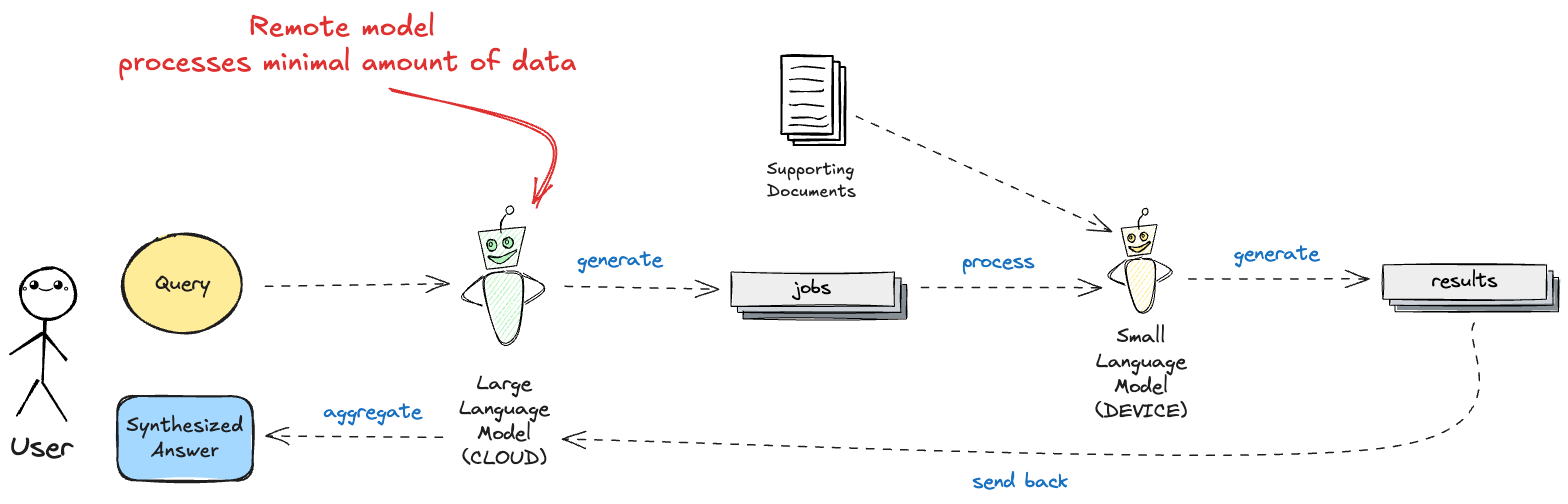 Remote model
processes minimal amount of data
Supporting
Documents
Query
generate
jobs
process
generate
results
Small
Language
Model
(DEVICE)
Large
Language
Model
(CLOUD)
aggregate
Synthesized
Answer
User
send back